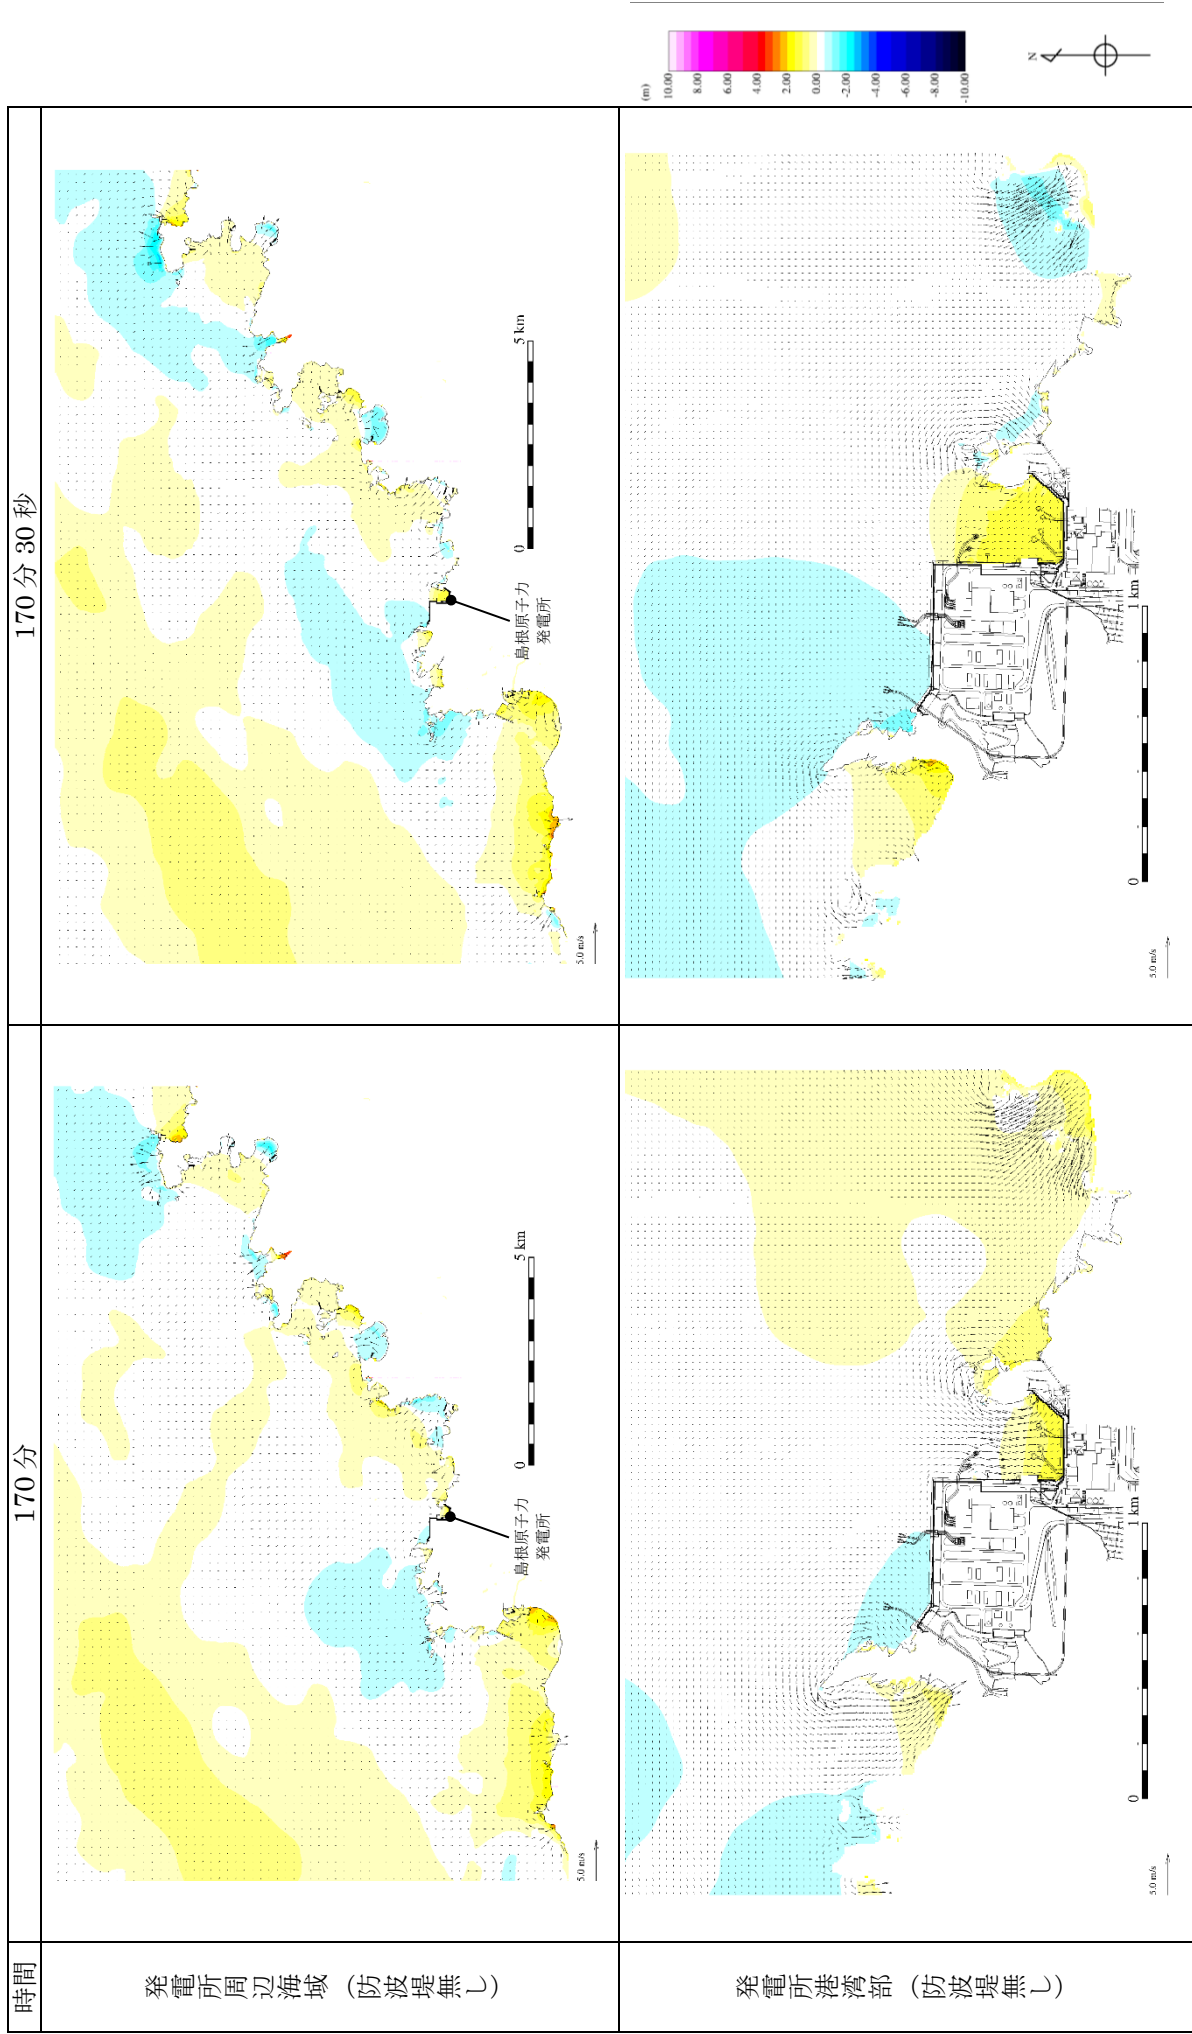 時間
170分
170分 30秒
発電所周辺海域 (防波堤無し)
島根原子力
発電所
0
5 km
5.0 m/s
島根原子力
発電所
0
5 km
5.0 m/s
発電所港湾部 (防波堤無し)
0
1 km
5.0 m/s
0
1 km
5.0 m/s
(m)
10.00
8.00
6.00
4.00
2.00
0.00
-2.00
-4.00
-6.00
-8.00
-10.00
N